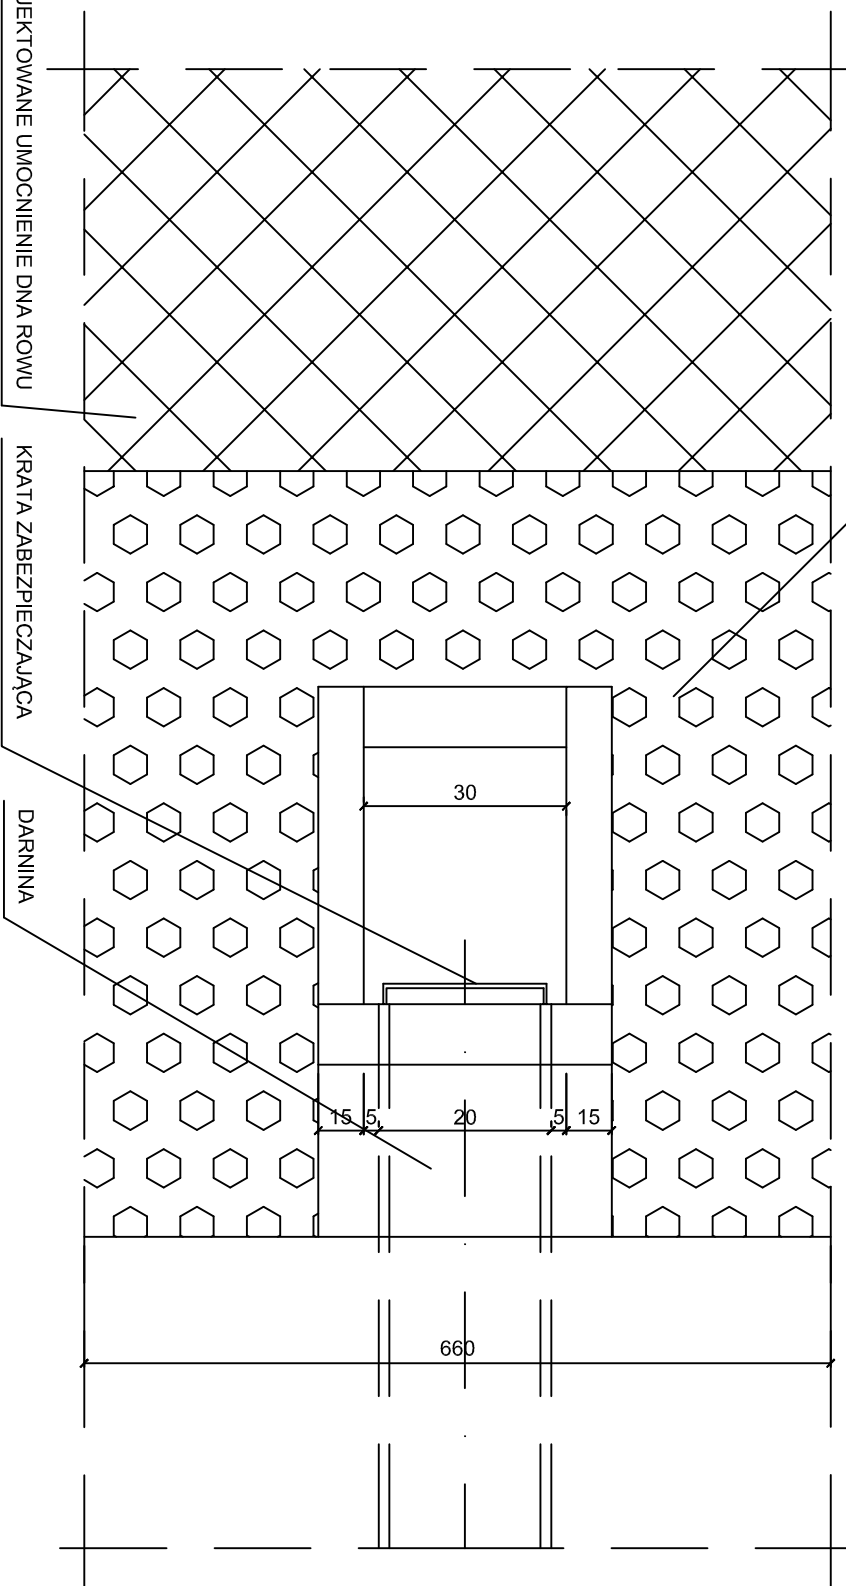 JEKTOWANE UMOCNIENIE DNA ROWU
KRATA ZABEZPIECZAJĄCA
DARNINA
30
15 5 20 5 15
660